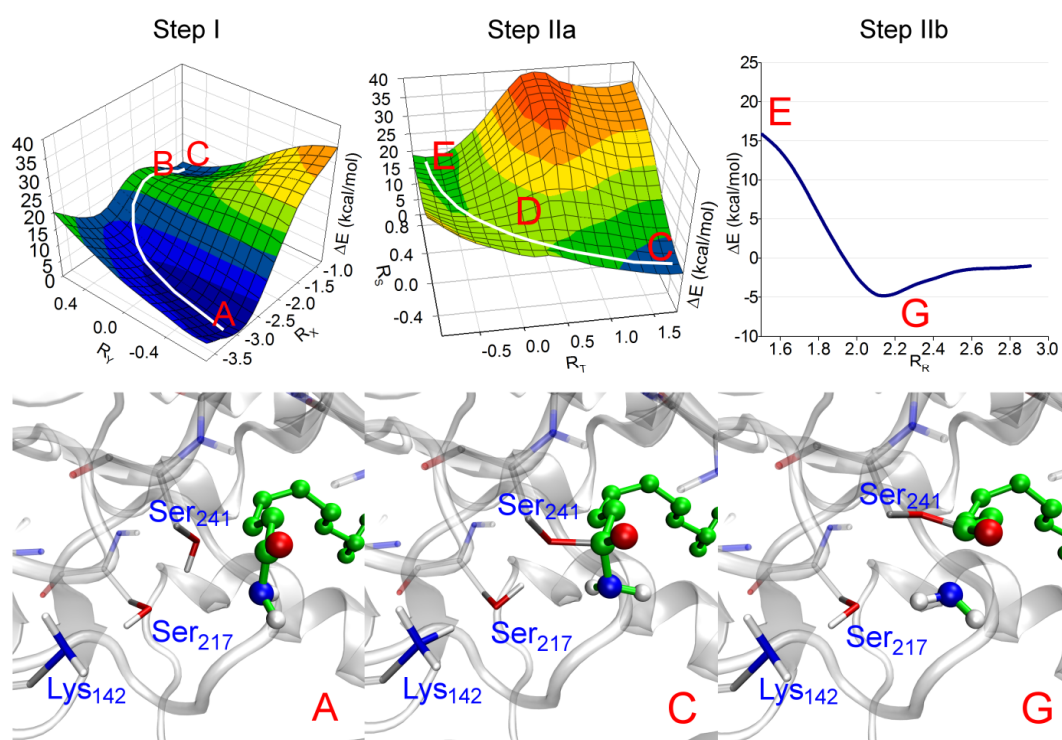 Step I
Step IIa
Step IIb
40
35
30
25
20
15
10
5
0
0.4
0.0
-0.4
R_Y
-3.5
-3.0
-2.5
-2.0
-1.5
-1.0
R_X
ΔE (kcal/mol)
A
B
C
40
35
30
25
20
15
10
5
0
0.8
0.4
0.0
-0.4
R_S
-0.5
0.0
0.5
1.0
1.5
R_T
ΔE (kcal/mol)
E
D
C
25
20
15
10
5
0
-5
-10
ΔE (kcal/mol)
1.6
1.8
2.0
2.2
2.4
2.6
2.8
3.0
R_R
E
G
Ser241
Ser217
Lys142
A
Ser241
Ser217
Lys142
C
Ser241
Ser217
Lys142
G